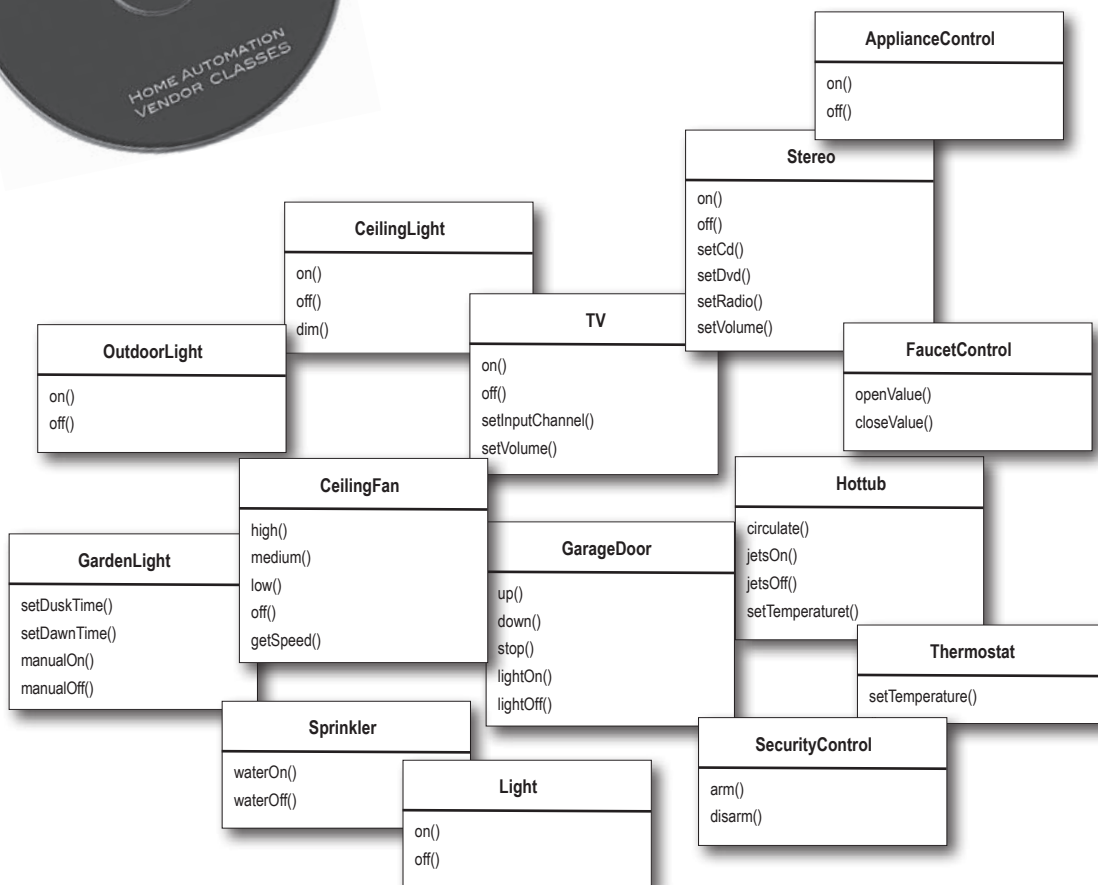 HOME AUTOMATION
VENDOR CLASSES
ApplianceControl
on()
off()
Stereo
on()
off()
setCd()
setDvd()
setRadio()
setVolume()
CeilingLight
on()
off()
dim()
TV
on()
off()
setInputChannel()
setVolume()
OutdoorLight
on()
off()
FaucetControl
openValue()
closeValue()
CeilingFan
high()
medium()
low()
off()
getSpeed()
Hottub
circulate()
jetsOn()
jetsOff()
setTemperaturet()
GardenLight
setDuskTime()
setDawnTime()
manualOn()
manualOff()
GarageDoor
up()
down()
stop()
lightOn()
lightOff()
Thermostat
setTemperature()
Sprinkler
waterOn()
waterOff()
SecurityControl
arm()
disarm()
Light
on()
off()